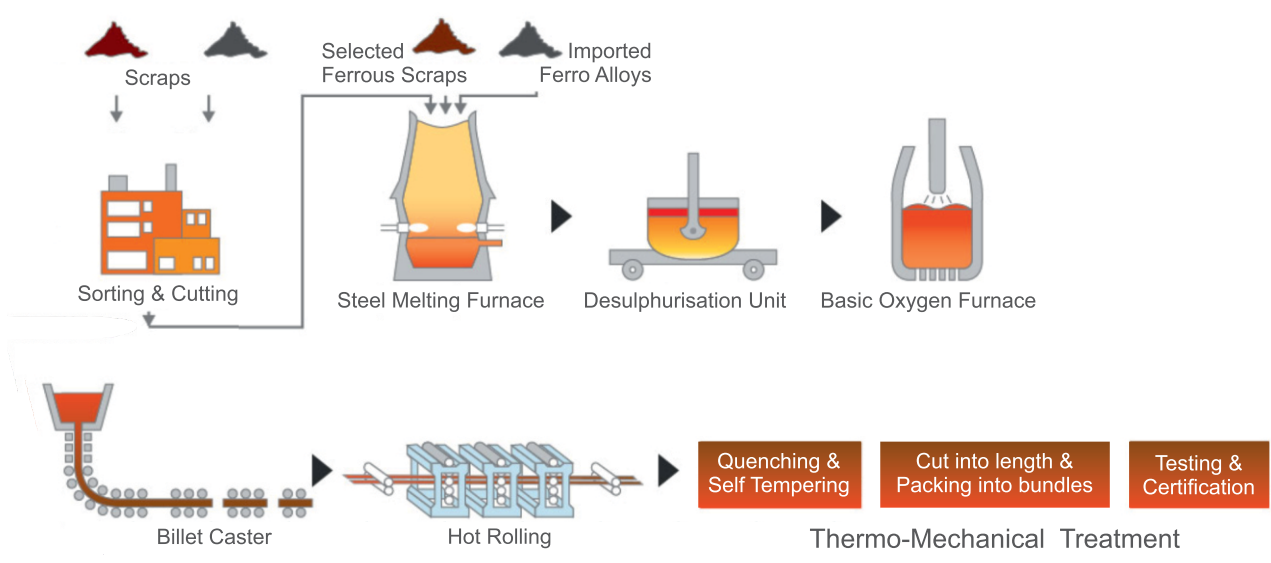 Scraps
Selected
Ferrous Scraps
Imported
Ferro Alloys
Sorting & Cutting
Steel Melting Furnace
Desulphurisation Unit
Basic Oxygen Furnace
Billet Caster
Hot Rolling
Quenching &
Self Tempering
Cut into length &
Packing into bundles
Testing &
Certification
Thermo-Mechanical Treatment